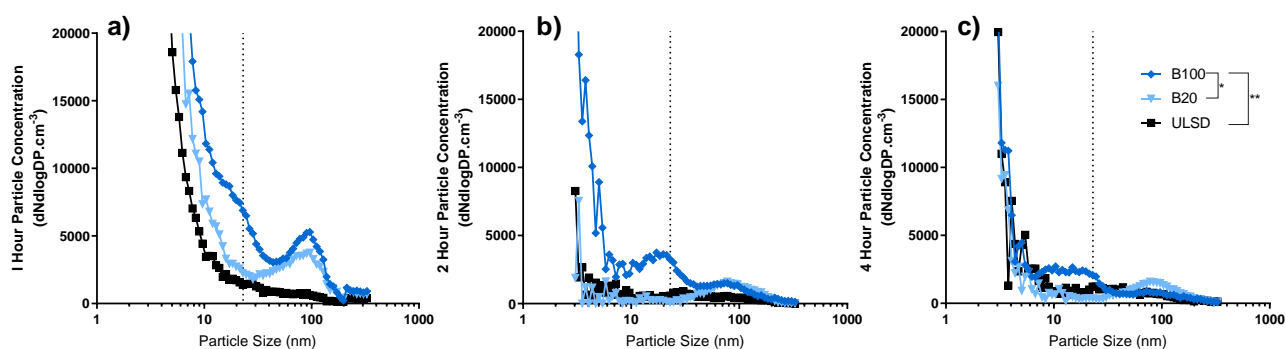 a)
20000
15000
10000
5000
0
1 Hour Particle Concentration
(dNdlogDP.cm-3)
1
10
100
1000
Particle Size (nm)
b)
20000
15000
10000
5000
0
2 Hour Particle Concentration
(dNdlogDP.cm-3)
1
10
100
1000
Particle Size (nm)
c)
20000
15000
10000
5000
0
4 Hour Particle Concentration
(dNdlogDP.cm-3)
1
10
100
1000
Particle Size (nm)
B100
B20
ULSD
*
**